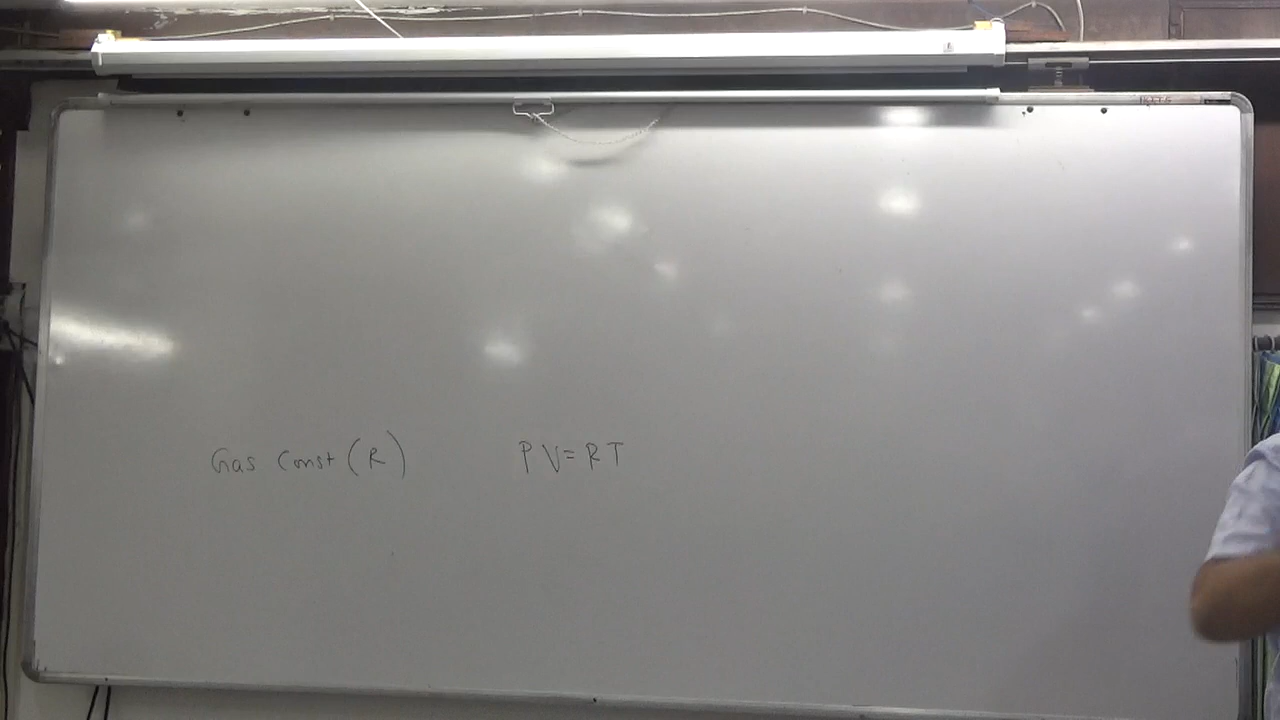 Gas Const (R) PV = RT